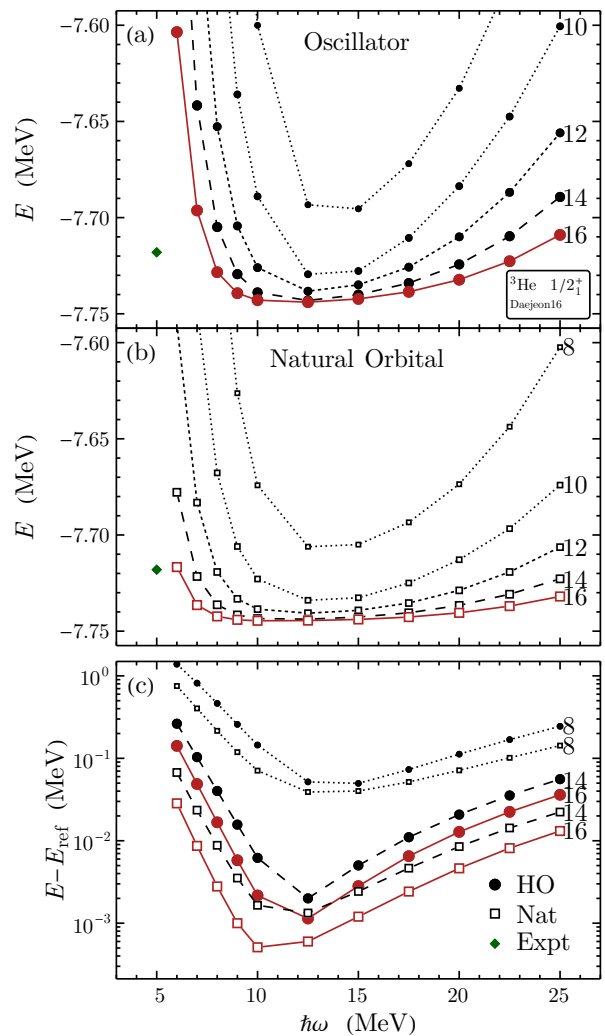 −7.60
(a)
Oscillator
10
−7.65
12
E (MeV)
−7.70
14
16
³He 1/2₁⁺
Daejeon16
−7.75
−7.60
(b)
Natural Orbital
8
−7.65
E (MeV)
10
−7.70
12
14
16
−7.75
10⁰
(c)
8
8
10⁻¹
E−E_ref (MeV)
14
16
14
16
10⁻²
HO
Nat
10⁻³
Expt
5 10 15 20 25
ħω (MeV)